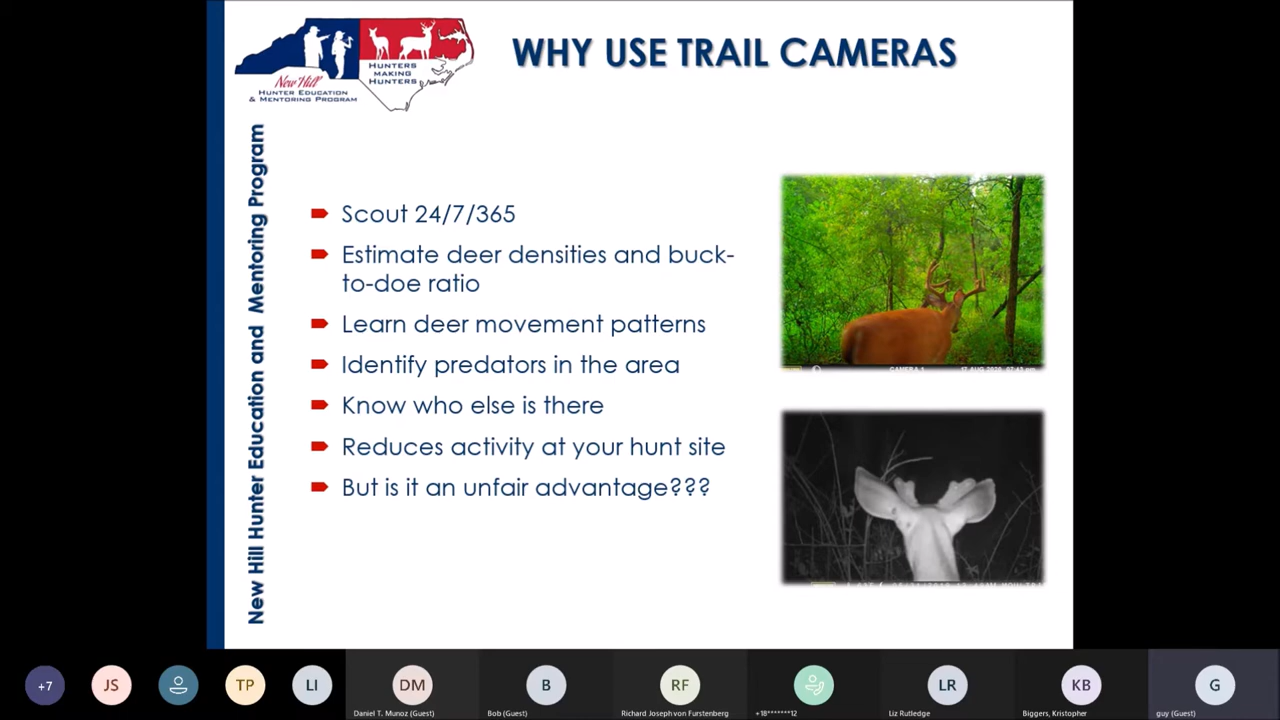 New Hill
HUNTER EDUCATION
& MENTORING PROGRAM
HUNTERS
MAKING
HUNTERS
WHY USE TRAIL CAMERAS
New Hill Hunter Education and Mentoring Program
Scout 24/7/365
Estimate deer densities and buck-
to-doe ratio
Learn deer movement patterns
Identify predators in the area
Know who else is there
Reduces activity at your hunt site
But is it an unfair advantage???
+7
JS
TP
LI
DM
Daniel T. Munoz (Guest)
B
Bob (Guest)
RF
Richard Joseph von Furstenberg
+18*******12
LR
Liz Rutledge
KB
Biggers, Kristopher
G
guy (Guest)